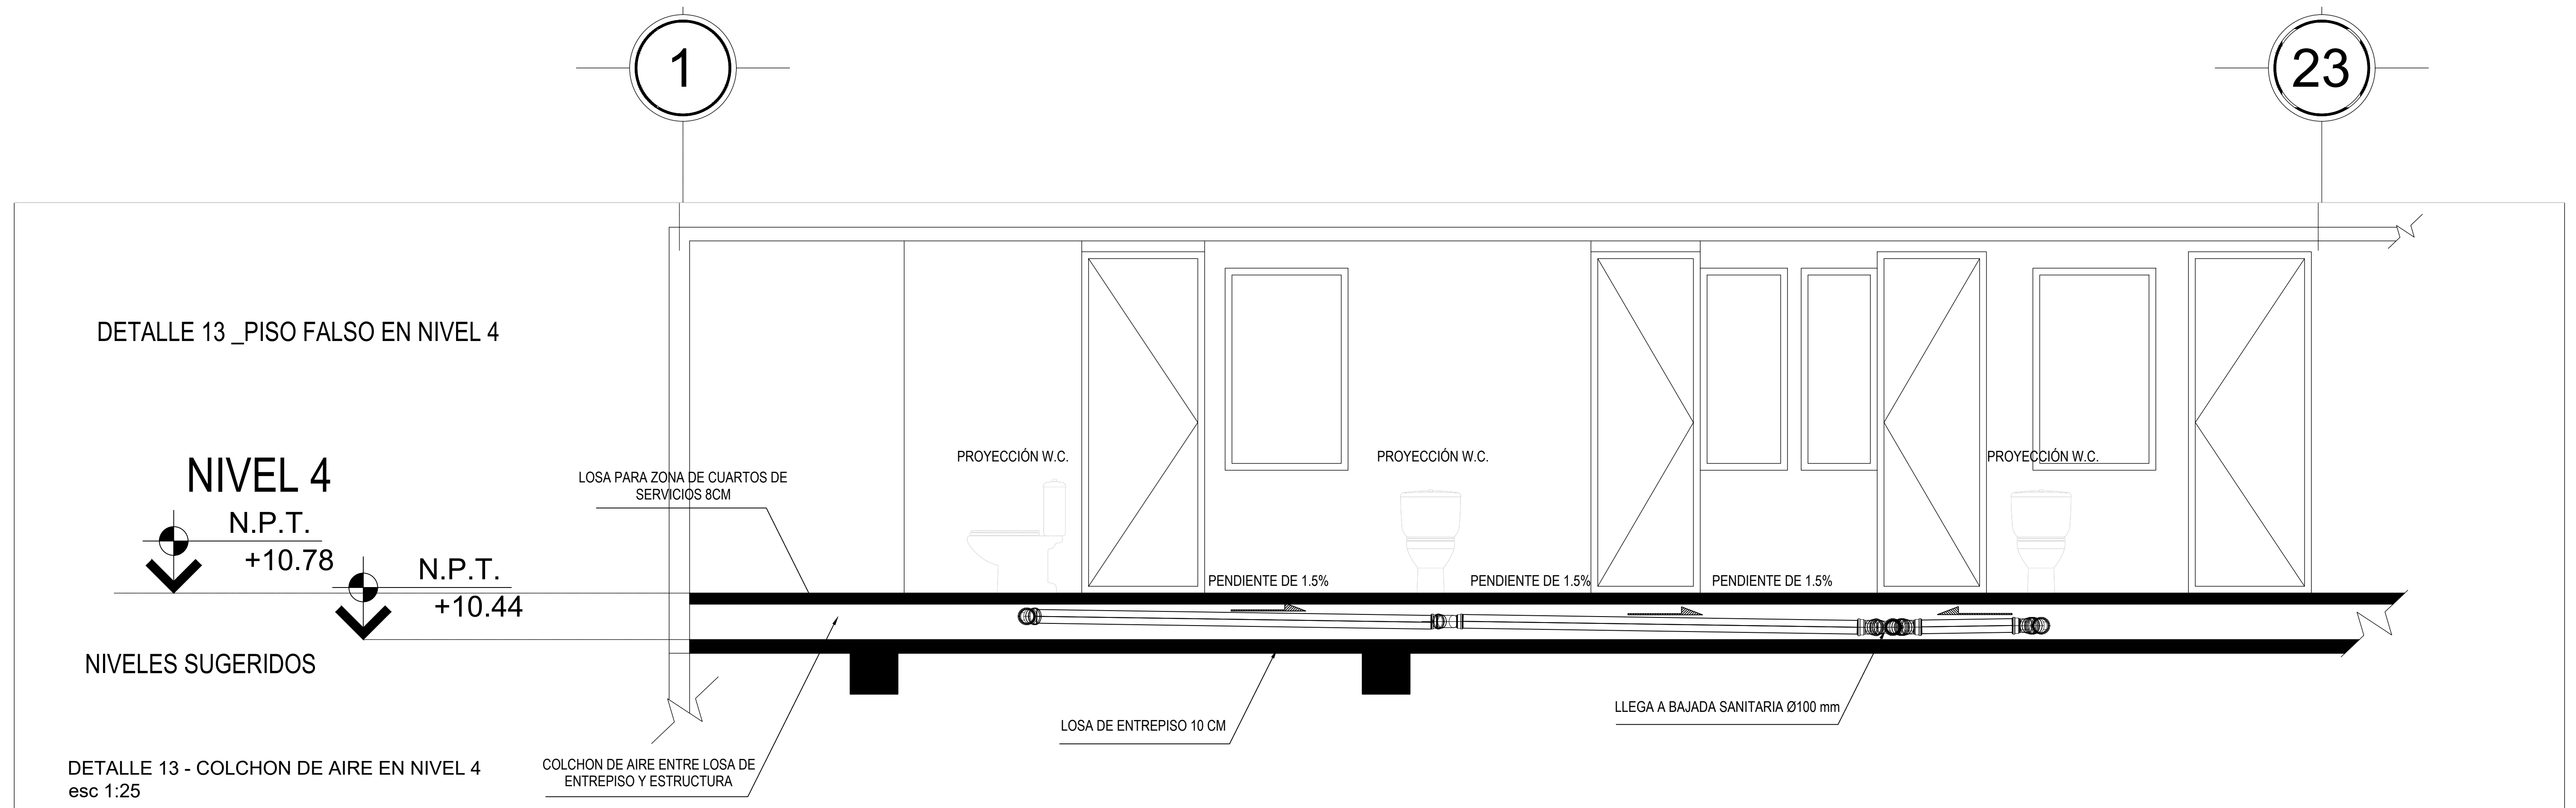 1
23
DETALLE 13 _PISO FALSO EN NIVEL 4
NIVEL 4
N.P.T.
+10.78
N.P.T.
+10.44
NIVELES SUGERIDOS
LOSA PARA ZONA DE CUARTOS DE
SERVICIOS 8CM
PROYECCIÓN W.C.
PROYECCIÓN W.C.
PROYECCIÓN W.C.
PENDIENTE DE 1.5%
PENDIENTE DE 1.5%
PENDIENTE DE 1.5%
LLEGA A BAJADA SANITARIA Ø100 mm
LOSA DE ENTREPISO 10 CM
COLCHON DE AIRE ENTRE LOSA DE
ENTREPISO Y ESTRUCTURA
DETALLE 13 - COLCHON DE AIRE EN NIVEL 4
esc 1:25